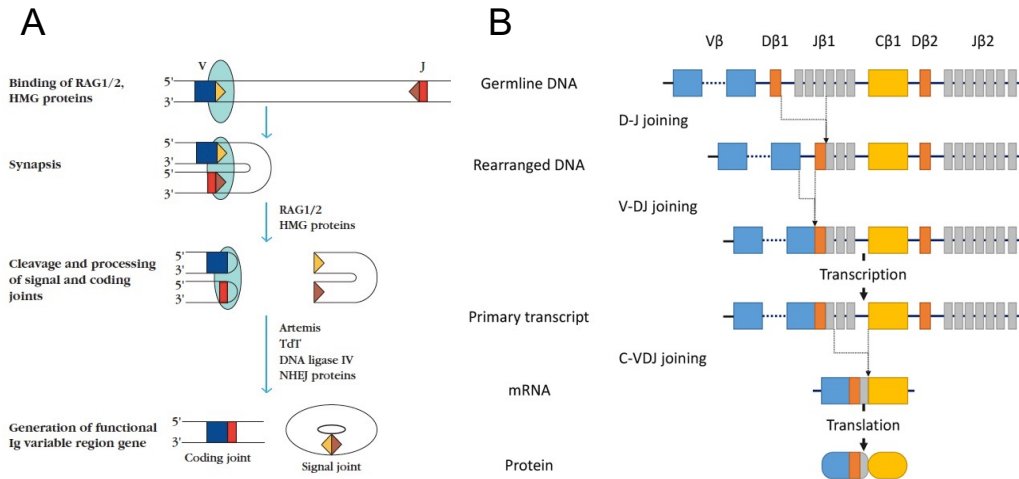 A
V
J
Binding of RAG1/2,
HMG proteins
5'
3'
Synapsis
5'
3'
5'
3'
RAG1/2
HMG proteins
Cleavage and processing
of signal and coding
joints
5'
3'
5'
3'
Artemis
TdT
DNA ligase IV
NHEJ proteins
Generation of functional
Ig variable region gene
5'
3'
Coding joint
Signal joint
B
Vβ
Dβ1
Jβ1
Cβ1
Dβ2
Jβ2
Germline DNA
D-J joining
Rearranged DNA
V-DJ joining
Transcription
Primary transcript
C-VDJ joining
mRNA
Translation
Protein